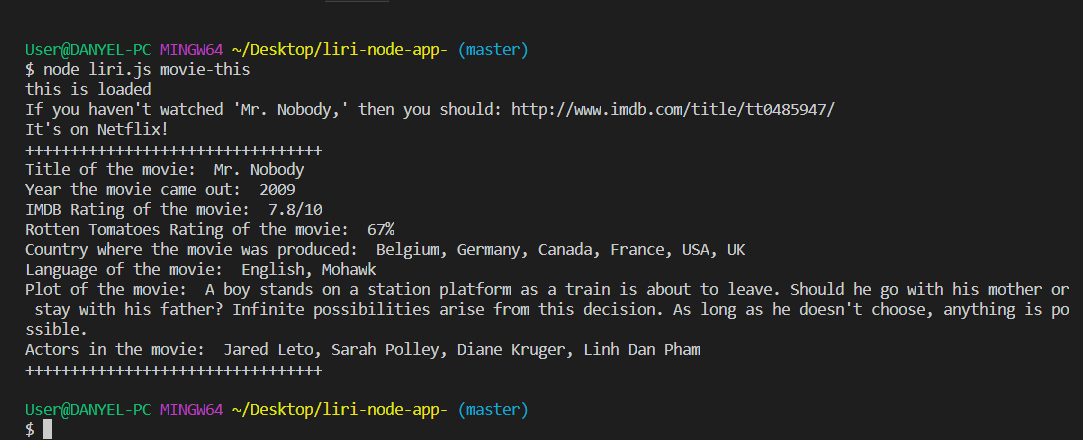 User@DANYEL-PC MINGW64 ~/Desktop/liri-node-app- (master)
$ node liri.js movie-this
this is loaded
If you haven't watched 'Mr. Nobody,' then you should: http://www.imdb.com/title/tt0485947/
It's on Netflix!
+++++++++++++++++++++++++++++++++
Title of the movie:  Mr. Nobody
Year the movie came out:  2009
IMDB Rating of the movie:  7.8/10
Rotten Tomatoes Rating of the movie:  67%
Country where the movie was produced:  Belgium, Germany, Canada, France, USA, UK
Language of the movie:  English, Mohawk
Plot of the movie:  A boy stands on a station platform as a train is about to leave. Should he go with his mother or
 stay with his father? Infinite possibilities arise from this decision. As long as he doesn't choose, anything is po
ssible.
Actors in the movie:  Jared Leto, Sarah Polley, Diane Kruger, Linh Dan Pham
+++++++++++++++++++++++++++++++++
User@DANYEL-PC MINGW64 ~/Desktop/liri-node-app- (master)
$